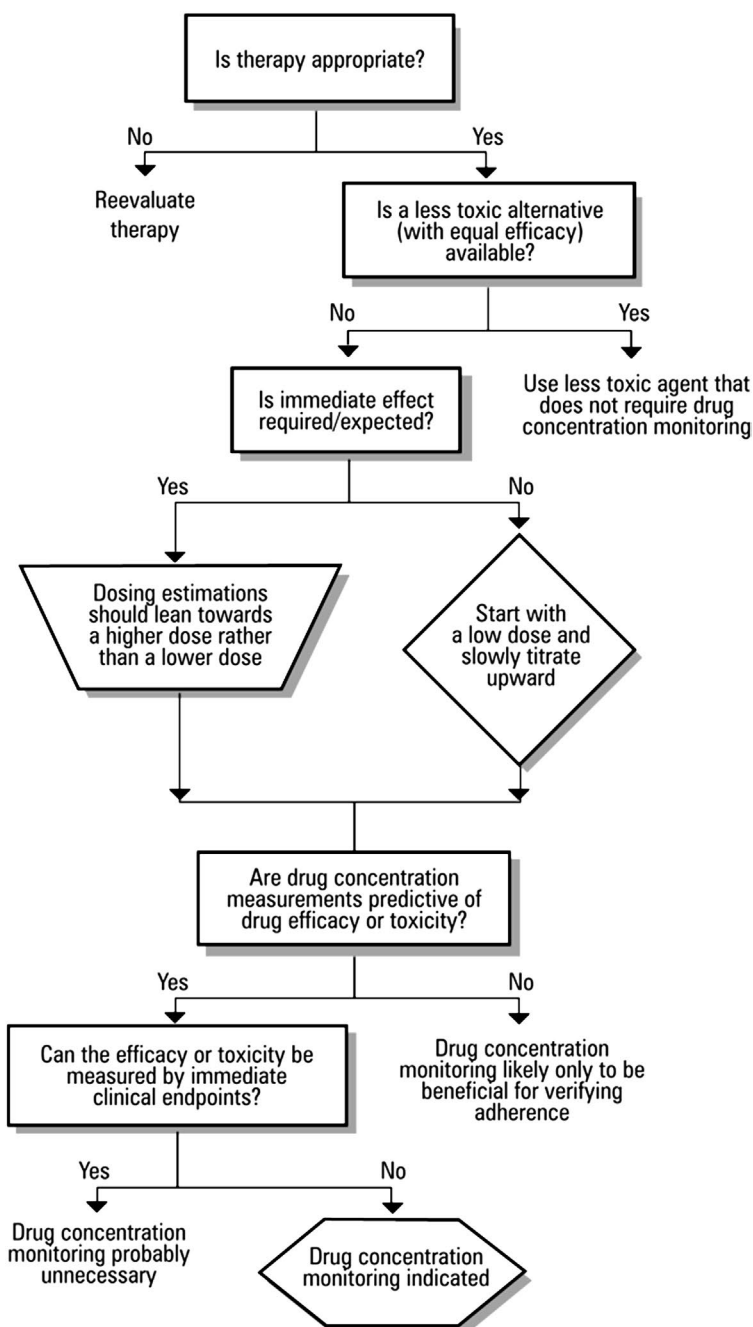 Is therapy appropriate?
No
Yes
Reevaluate
therapy
Is a less toxic alternative
(with equal efficacy)
available?
No
Yes
Is immediate effect
required/expected?
Use less toxic agent that
does not require drug
concentration monitoring
Yes
No
Dosing estimations
should lean towards
a higher dose rather
than a lower dose
Start with
a low dose and
slowly titrate
upward
Are drug concentration
measurements predictive of
drug efficacy or toxicity?
Yes
No
Can the efficacy or toxicity be
measured by immediate
clinical endpoints?
Drug concentration
monitoring likely only to be
beneficial for verifying
adherence
Yes
No
Drug concentration
monitoring probably
unnecessary
Drug concentration
monitoring indicated